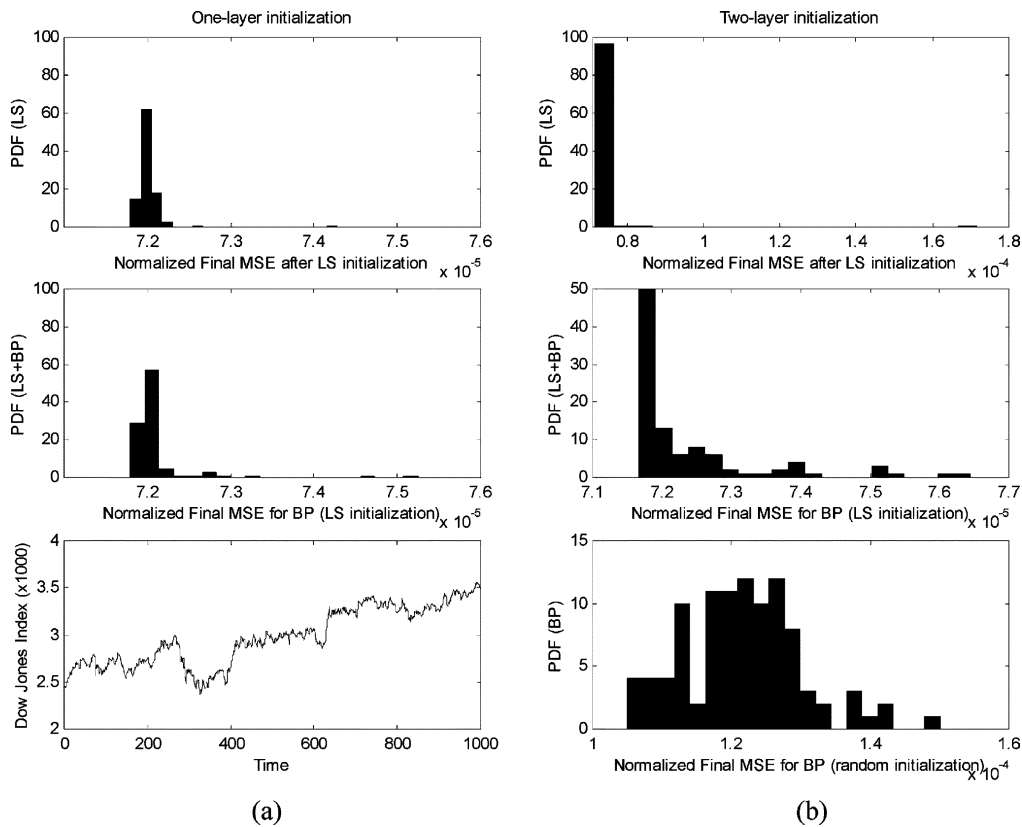 One-layer initialization
100
80
60
40
20
0
PDF (LS)
7.2 7.3 7.4 7.5 7.6
Normalized Final MSE after LS initialization
x 10-5
100
80
60
40
20
0
PDF (LS+BP)
7.2 7.3 7.4 7.5 7.6
Normalized Final MSE for BP (LS initialization)
x 10-5
4
3.5
3
2.5
2
Dow Jones Index (x1000)
0 200 400 600 800 1000
Time
(a)
Two-layer initialization
100
80
60
40
20
0
PDF (LS)
0.8 1 1.2 1.4 1.6 1.8
Normalized Final MSE after LS initialization
x 10-4
50
40
30
20
10
0
PDF (LS+BP)
7.1 7.2 7.3 7.4 7.5 7.6 7.7
Normalized Final MSE for BP (LS initialization)
x 10-5
15
10
5
0
PDF (BP)
1 1.2 1.4 1.6
Normalized Final MSE for BP (random initialization)
x 10-4
(b)